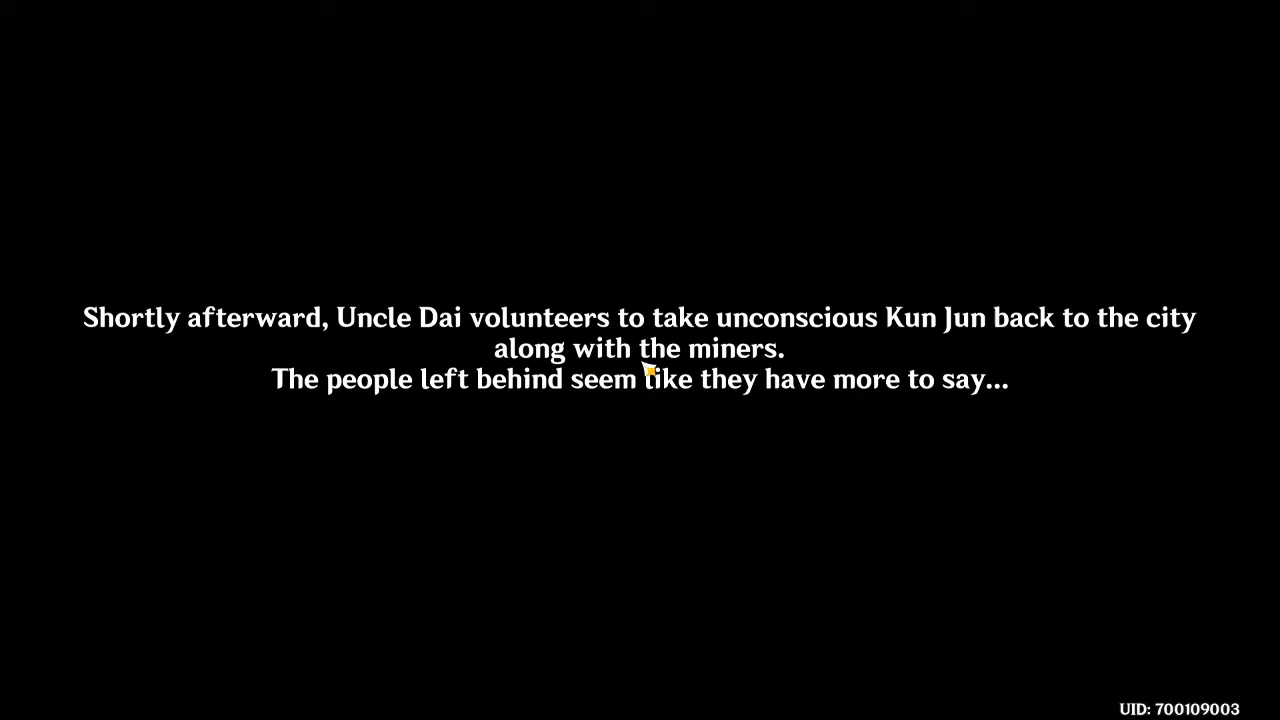 Shortly afterward, Uncle Dai volunteers to take unconscious Kun Jun back to the city
along with the miners.
The people left behind seem like they have more to say...
UID: 700109003